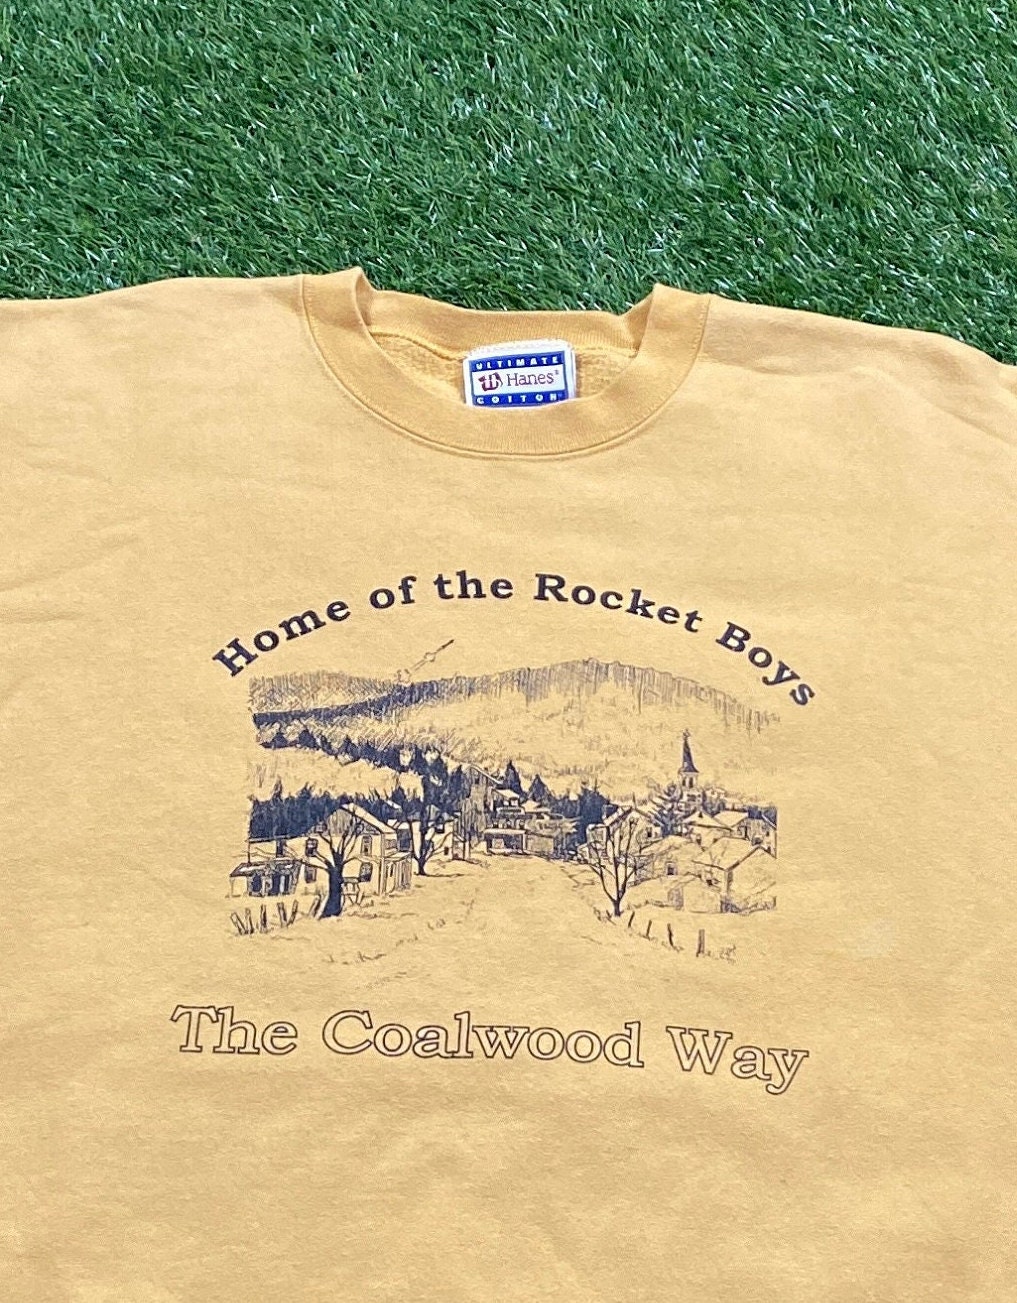 ULTIMATE
Hanes
COTTON
Home of the Rocket Boys
The Coalwood Way